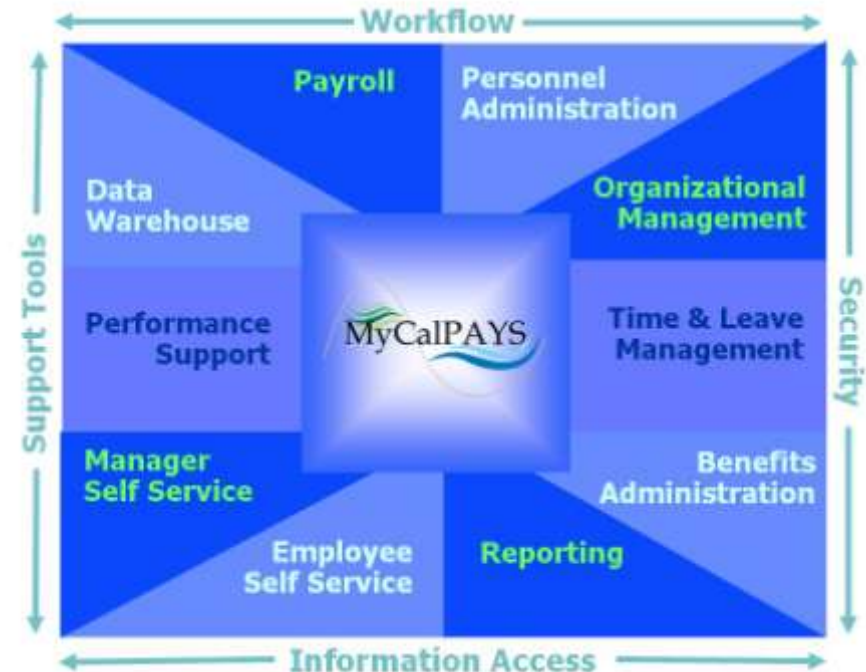 Workflow
Payroll
Personnel
Administration
Organizational
Management
Data
Warehouse
Support Tools
Security
Performance
Support
MyCalPAYS
Time & Leave
Management
Manager
Self Service
Benefits
Administration
Employee
Self Service
Reporting
Information Access